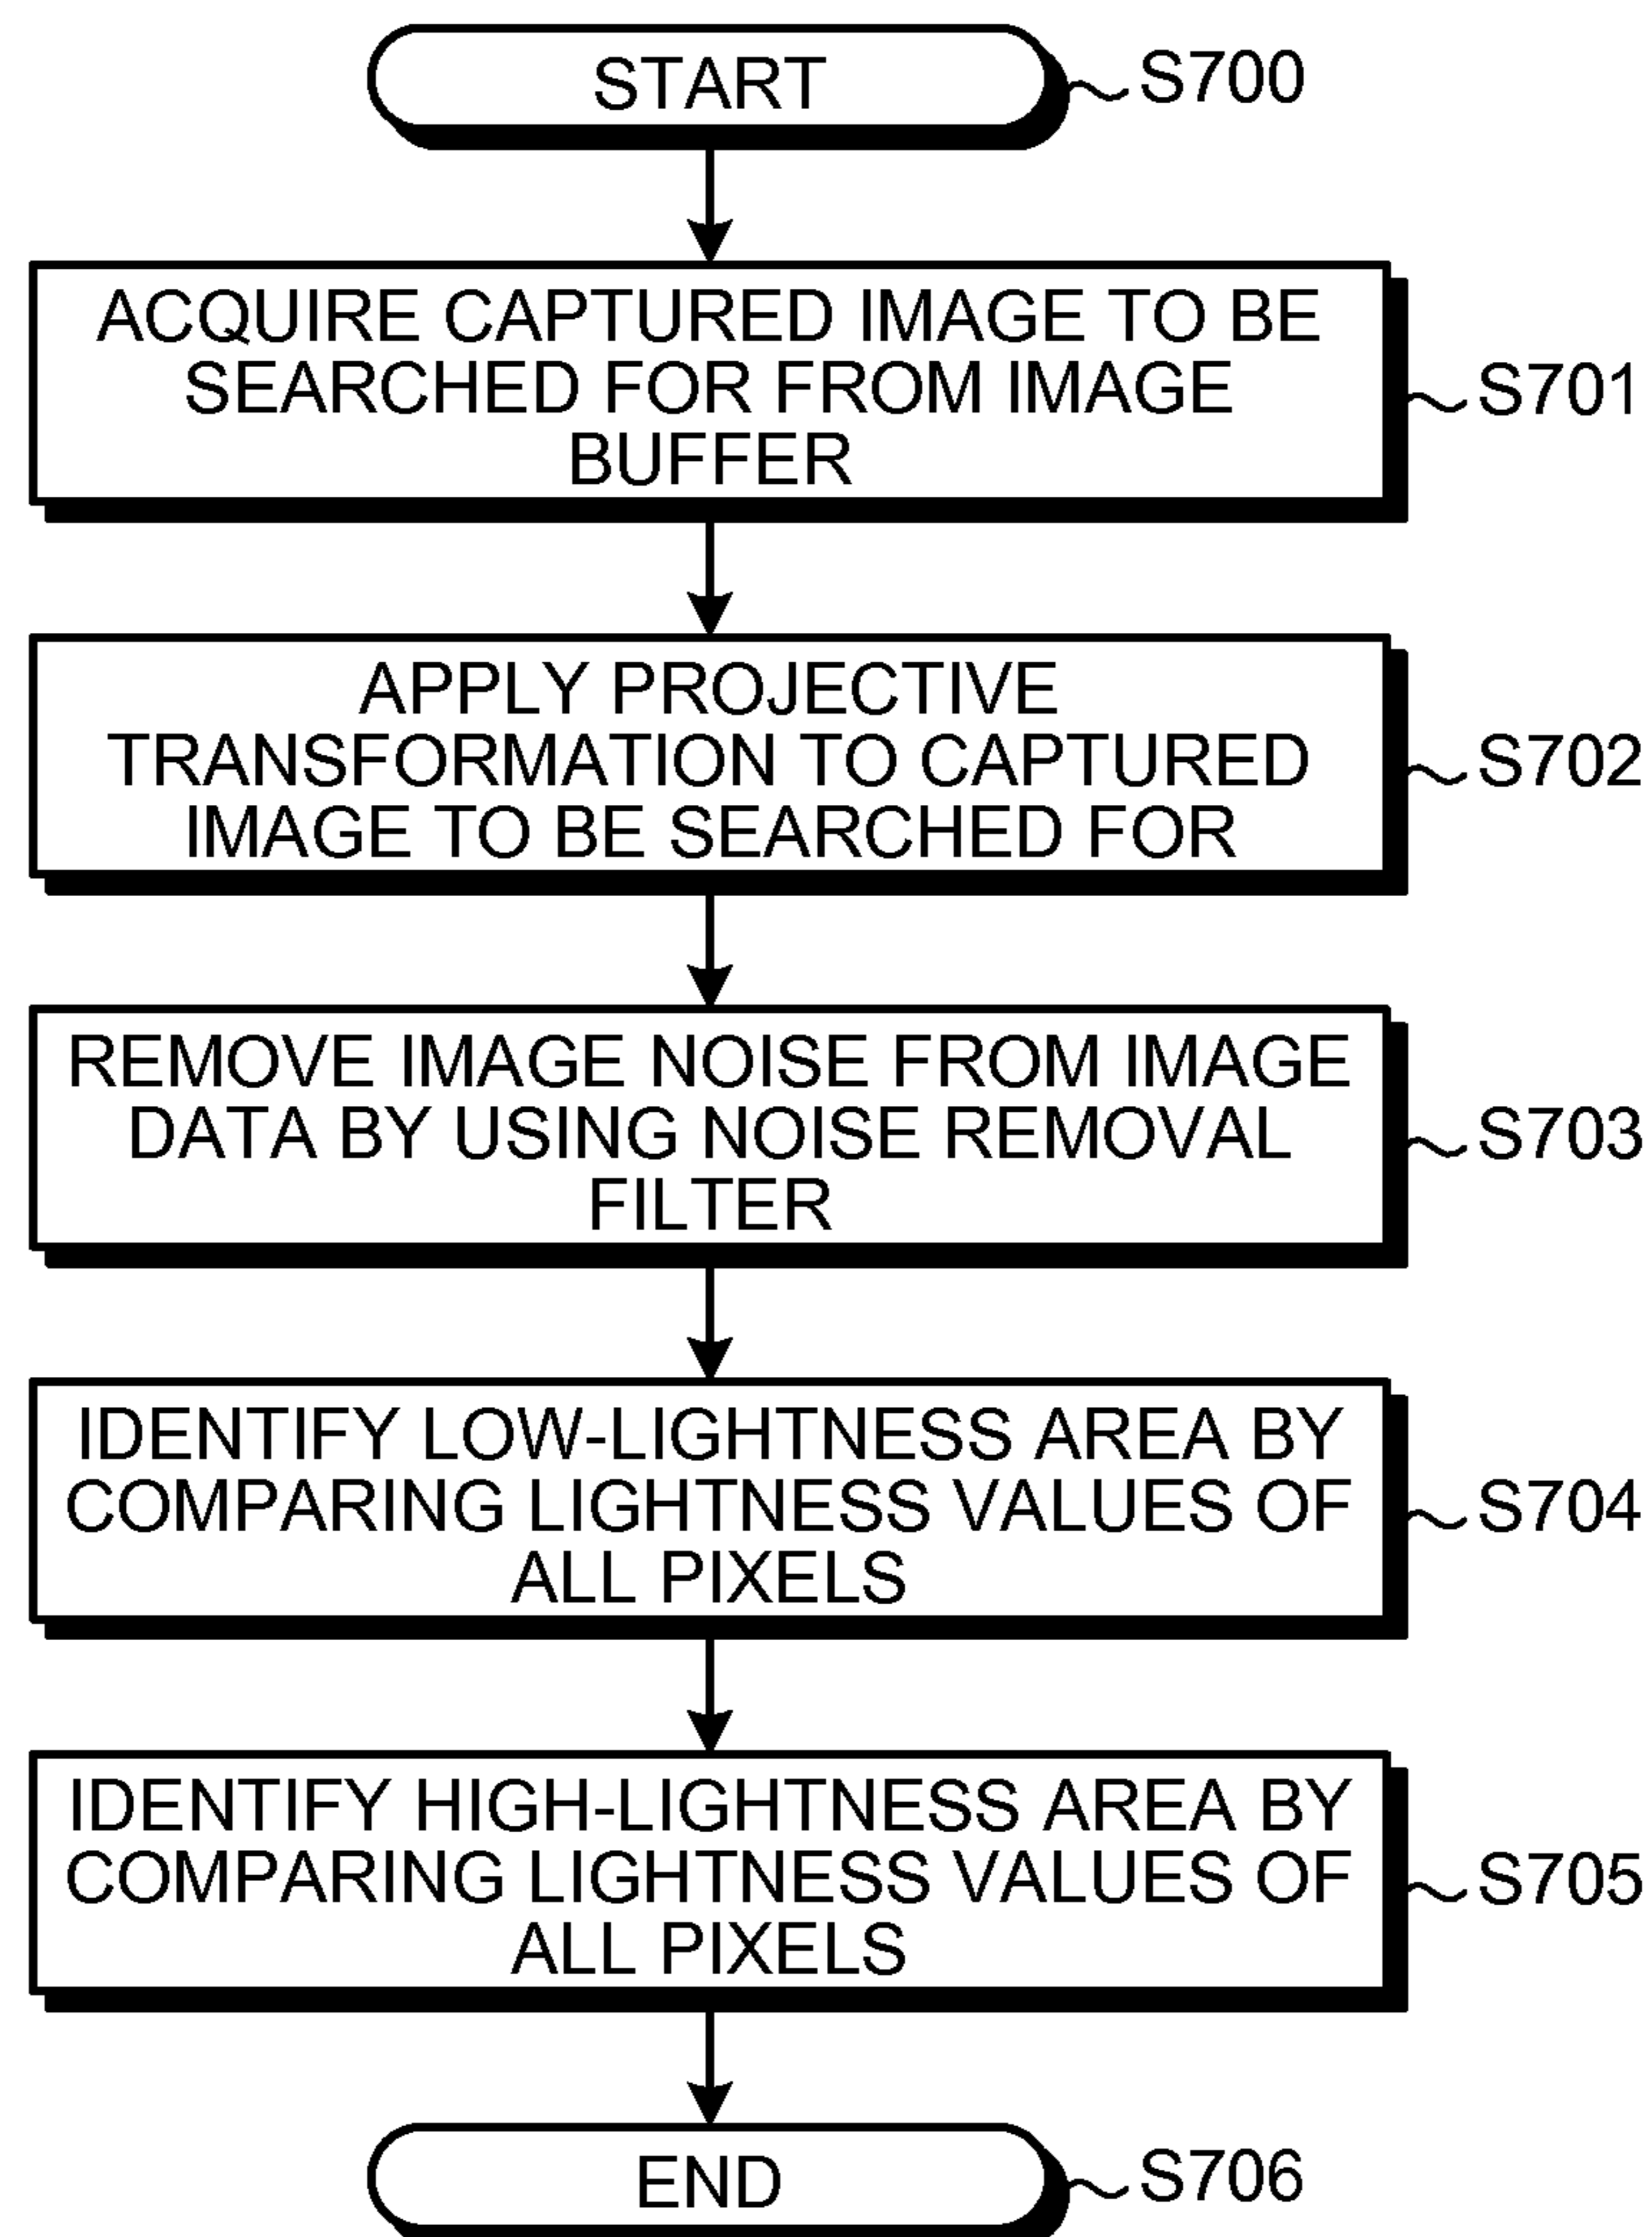 START
S700
ACQUIRE CAPTURED IMAGE TO BE
SEARCHED FOR FROM IMAGE
BUFFER
S701
APPLY PROJECTIVE
TRANSFORMATION TO CAPTURED
IMAGE TO BE SEARCHED FOR
S702
REMOVE IMAGE NOISE FROM IMAGE
DATA BY USING NOISE REMOVAL
FILTER
S703
IDENTIFY LOW-LIGHTNESS AREA BY
COMPARING LIGHTNESS VALUES OF
ALL PIXELS
S704
IDENTIFY HIGH-LIGHTNESS AREA BY
COMPARING LIGHTNESS VALUES OF
ALL PIXELS
S705
END
S706